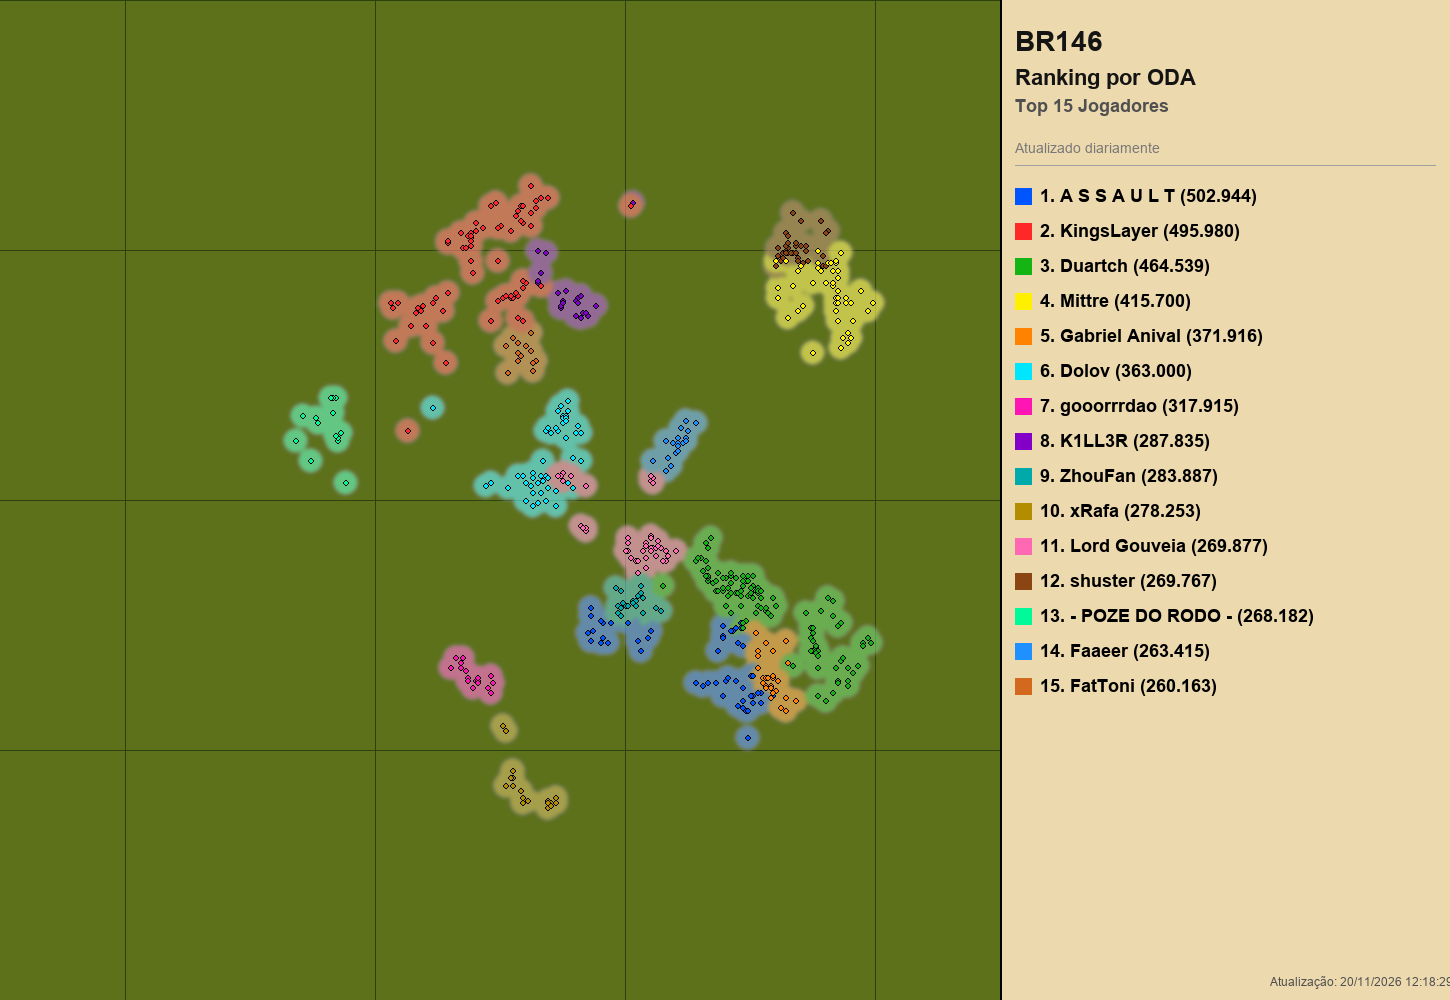 BR146
Ranking por ODA
Top 15 Jogadores
Atualizado diariamente
1. A S S A U L T (502.944)
2. KingsLayer (495.980)
3. Duartch (464.539)
4. Mittre (415.700)
5. Gabriel Anival (371.916)
6. Dolov (363.000)
7. gooorrrdao (317.915)
8. K1LL3R (287.835)
9. ZhouFan (283.887)
10. xRafa (278.253)
11. Lord Gouveia (269.877)
12. shuster (269.767)
13. - POZE DO RODO - (268.182)
14. Faaeer (263.415)
15. FatToni (260.163)
Atualização: 20/11/2026 12:18:29